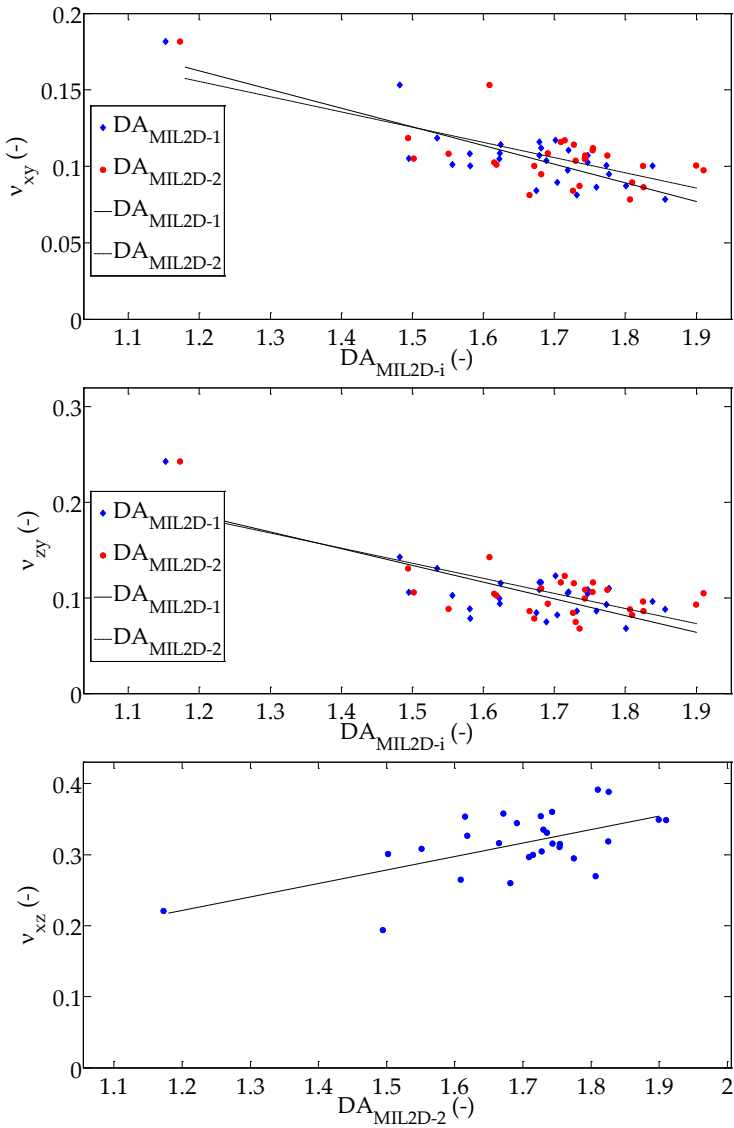 0.2
0.15
0.1
0.05
0
ν_xy (-)
DA_MIL2D-1
DA_MIL2D-2
DA_MIL2D-1
DA_MIL2D-2
1.1 1.2 1.3 1.4 1.5 1.6 1.7 1.8 1.9
DA_MIL2D-i (-)
0.3
0.2
0.1
0
ν_zy (-)
DA_MIL2D-1
DA_MIL2D-2
DA_MIL2D-1
DA_MIL2D-2
1.1 1.2 1.3 1.4 1.5 1.6 1.7 1.8 1.9
DA_MIL2D-i (-)
0.4
0.3
0.2
0.1
0
ν_xz (-)
1.1 1.2 1.3 1.4 1.5 1.6 1.7 1.8 1.9 2
DA_MIL2D-2 (-)